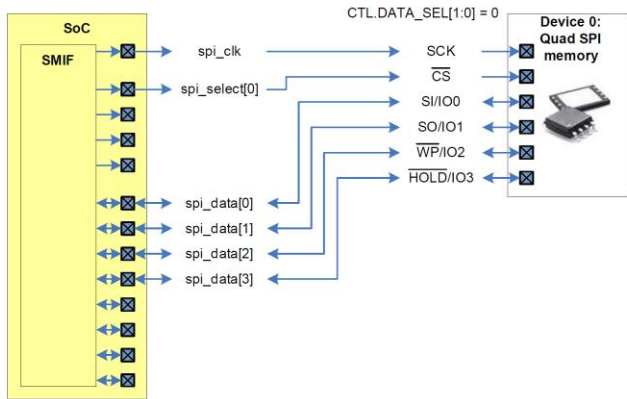 CTL.DATA_SEL[1:0] = 0
SoC
SMIF
Device 0:
Quad SPI
memory
spi_clk
SCK
spi_select[0]
CS
SI/IO0
SO/IO1
WP/IO2
HOLD/IO3
spi_data[0]
spi_data[1]
spi_data[2]
spi_data[3]